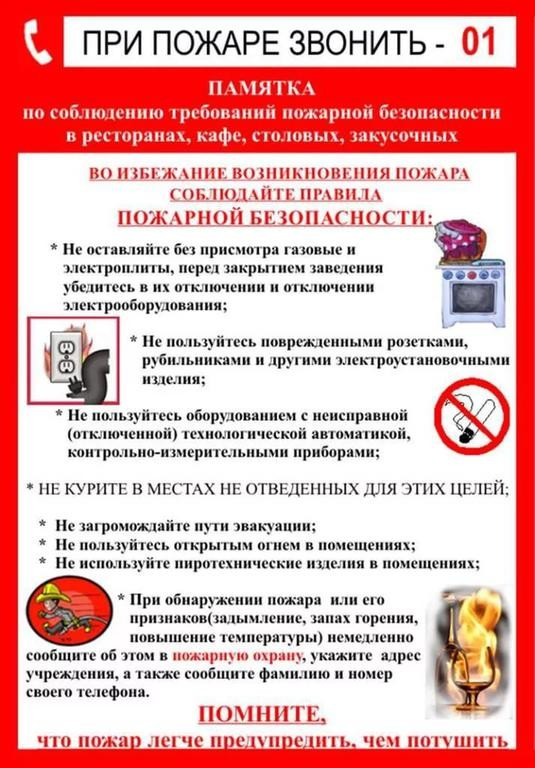 ПРИ ПОЖАРЕ ЗВОНИТЬ - 01
ПАМЯТКА
по соблюдению требований пожарной безопасности
в ресторанах, кафе, столовых, закусочных
ВО ИЗБЕЖАНИЕ ВОЗНИКНОВЕНИЯ ПОЖАРА
СОБЛЮДАЙТЕ ПРАВИЛА
ПОЖАРНОЙ БЕЗОПАСНОСТИ:
* Не оставляйте без присмотра газовые и
электроплиты, перед закрытием заведения
убедитесь в их отключении и отключении
электрооборудования;
* Не пользуйтесь поврежденными розетками,
рубильниками и другими электроустановочными
изделия;
* Не пользуйтесь оборудованием с неисправной
(отключенной) технологической автоматикой,
контрольно-измерительными приборами;
* НЕ КУРИТЕ В МЕСТАХ НЕ ОТВЕДЕННЫХ ДЛЯ ЭТИХ ЦЕЛЕЙ;
* Не загромождайте пути эвакуации;
* Не пользуйтесь открытым огнем в помещениях;
* Не используйте пиротехнические изделия в помещениях;
* При обнаружении пожара или его
признаков(задымление, запах горения,
повышение температуры) немедленно
сообщите об этом в пожарную охрану, укажите адрес
учреждения, а также сообщите фамилию и номер
своего телефона.
ПОМНИТЕ,
что пожар легче предупредить, чем потушить